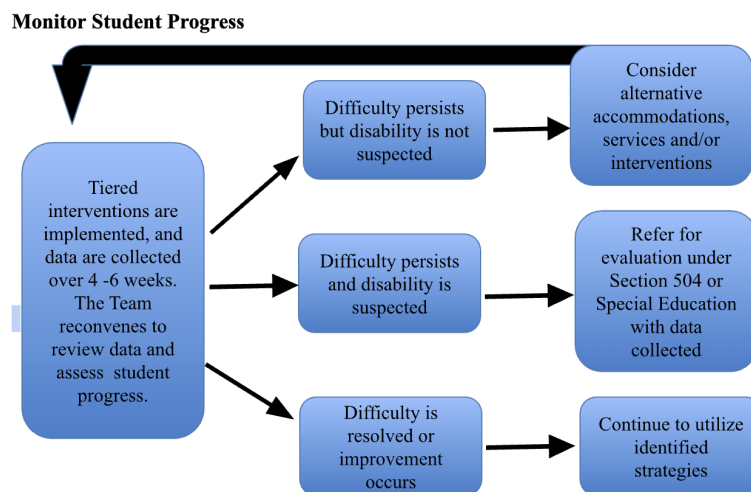 Monitor Student Progress
Tiered
interventions are
implemented, and
data are collected
over 4 -6 weeks.
The Team
reconvenes to
review data and
assess student
progress.
Difficulty persists
but disability is not
suspected
Consider
alternative
accommodations,
services and/or
interventions
Difficulty persists
and disability is
suspected
Refer for
evaluation under
Section 504 or
Special Education
with data
collected
Difficulty is
resolved or
improvement
occurs
Continue to utilize
identified
strategies